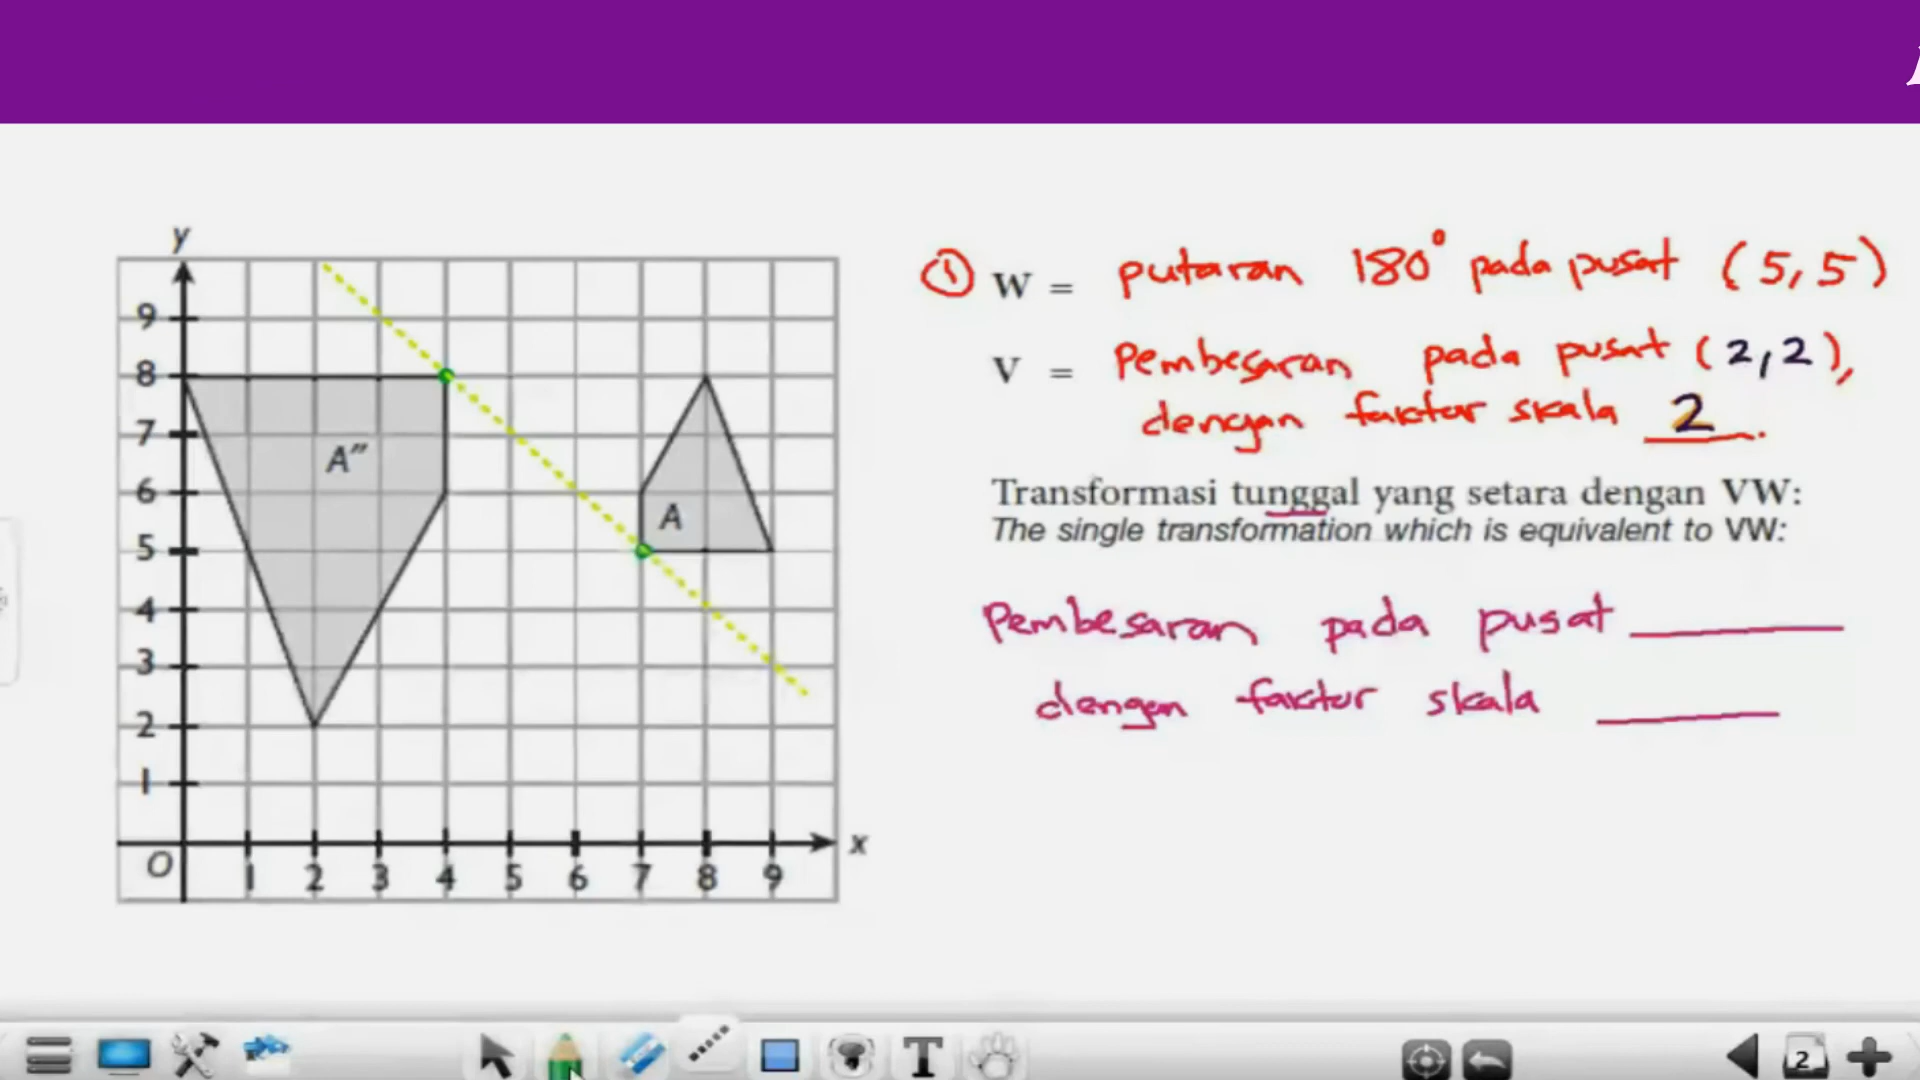 y
9
8
7
6
5
4
3
2
1
O
1 2 3 4 5 6 7 8 9
x
A″
A
① W = putaran 180° pada pusat (5,5)
V = Pembesaran pada pusat (2,2),
dengan faktor skala 2.
Transformasi tunggal yang setara dengan VW:
The single transformation which is equivalent to VW:
Pembesaran pada pusat ______
dengan faktor skala ______
T
2